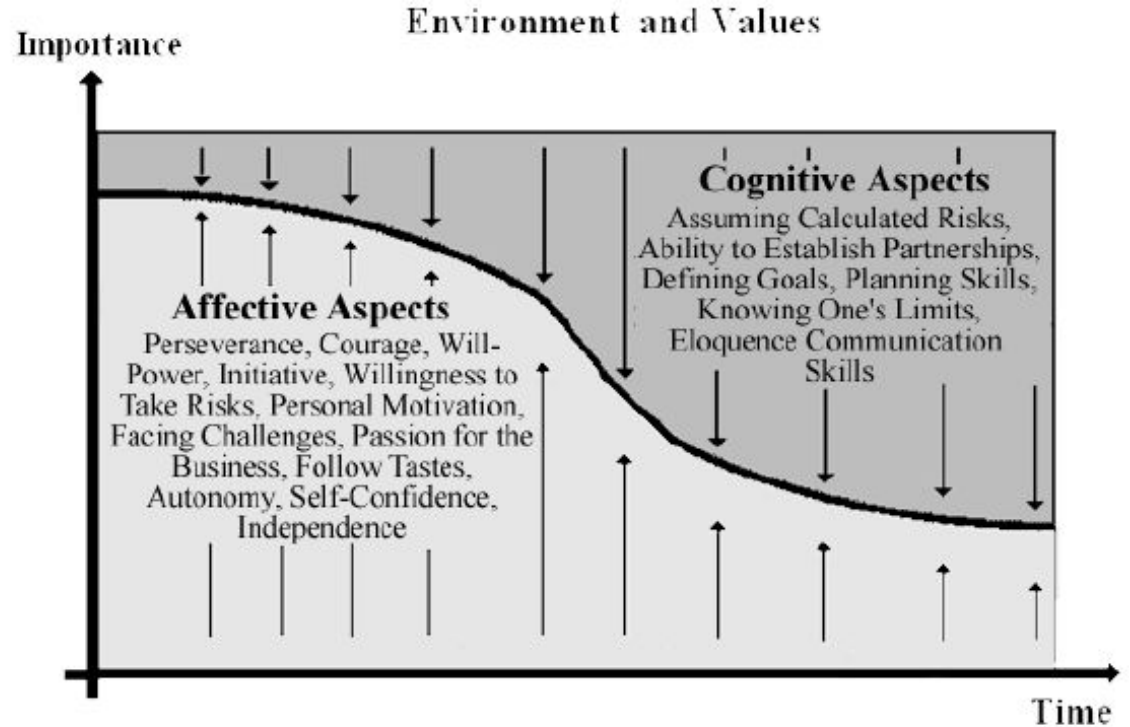 Environment and Values
Importance
Cognitive Aspects
Assuming Calculated Risks,
Ability to Establish Partnerships,
Defining Goals, Planning Skills,
Knowing One's Limits,
Eloquence Communication
Skills
Affective Aspects
Perseverance, Courage, Will-
Power, Initiative, Willingness to
Take Risks, Personal Motivation,
Facing Challenges, Passion for the
Business, Follow Tastes,
Autonomy, Self-Confidence,
Independence
Time